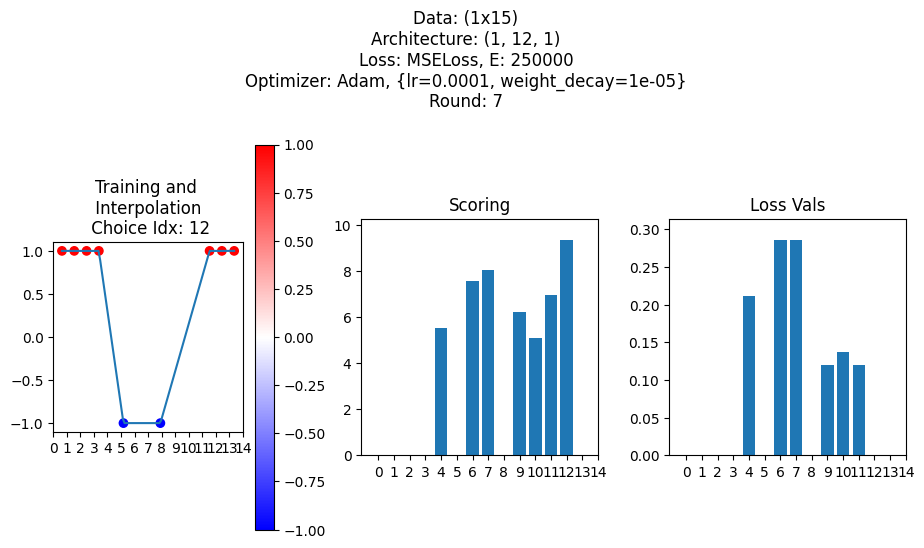 Data: (1x15)
Architecture: (1, 12, 1)
Loss: MSELoss, E: 250000
Optimizer: Adam, {lr=0.0001, weight_decay=1e-05}
Round: 7
Training and
Interpolation
Choice Idx: 12
1.0
0.5
0.0
−0.5
−1.0
0 1 2 3 4 5 6 7 8 9 10 11 12 13 14
1.00
0.75
0.50
0.25
0.00
−0.25
−0.50
−0.75
−1.00
Scoring
10
8
6
4
2
0
0 1 2 3 4 5 6 7 8 9 10 11 12 13 14
Loss Vals
0.30
0.25
0.20
0.15
0.10
0.05
0.00
0 1 2 3 4 5 6 7 8 9 10 11 12 13 14